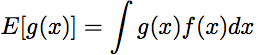 E[g(x)] = ∫ g(x)f(x)dx